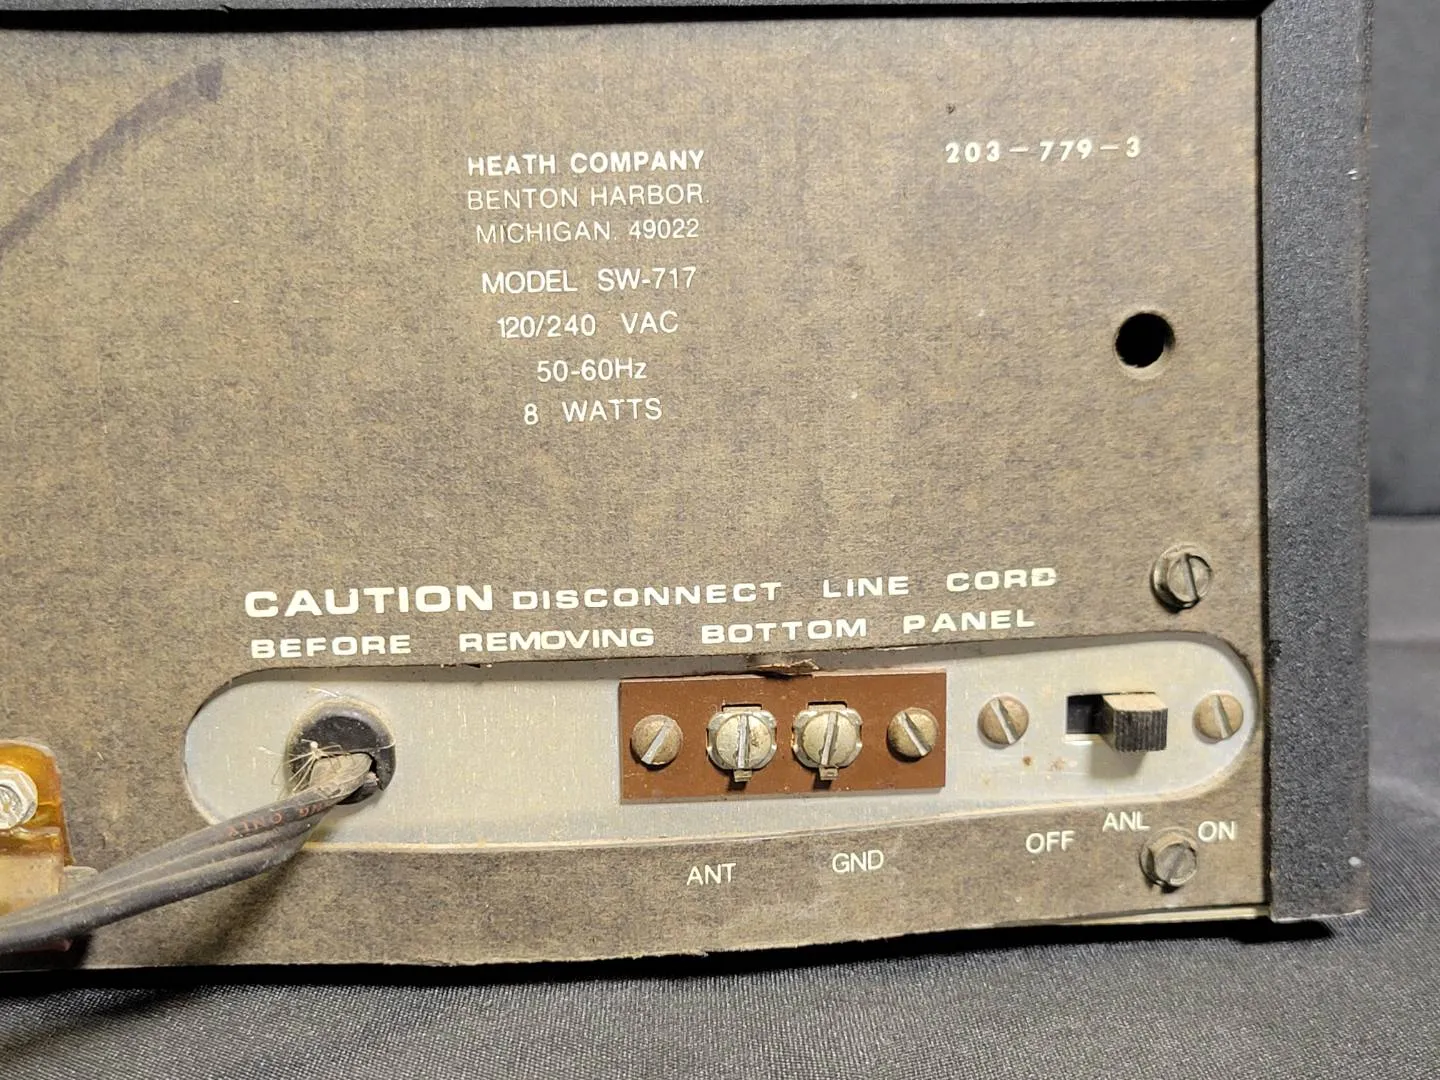 HEATH COMPANY
BENTON HARBOR.
MICHIGAN. 49022
MODEL SW-717
120/240 VAC
50-60Hz
8 WATTS
203-779-3
CAUTION DISCONNECT LINE CORD
BEFORE REMOVING BOTTOM PANEL
ANT GND
OFF ANL ON